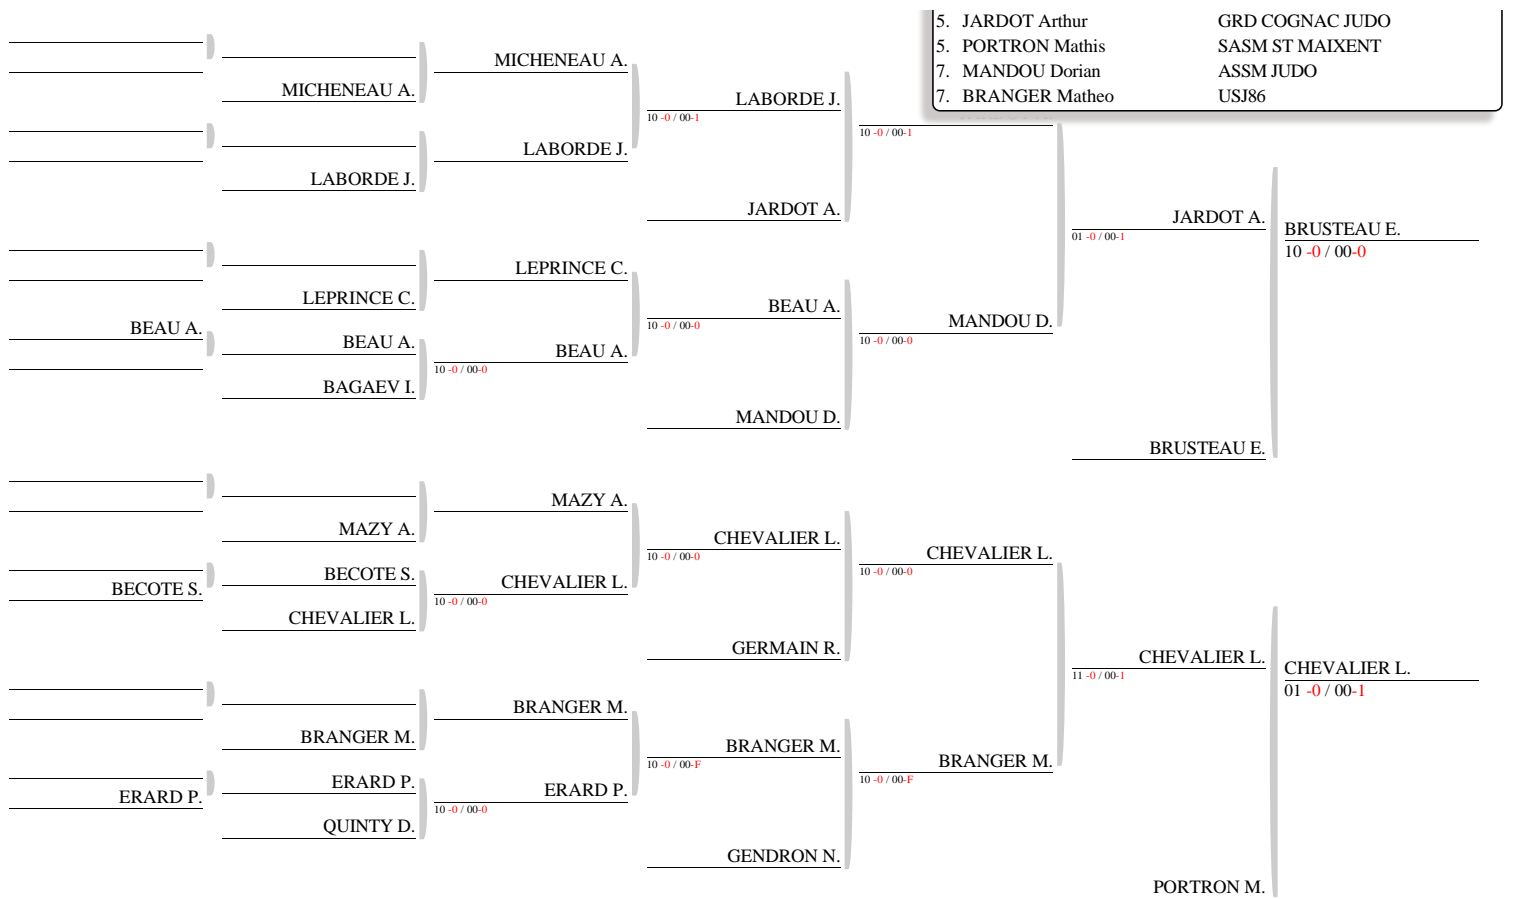 5. JARDOT Arthur GRD COGNAC JUDO
5. PORTRON Mathis SASM ST MAIXENT
7. MANDOU Dorian ASSM JUDO
7. BRANGER Matheo USJ86
MICHENEAU A.
MICHENEAU A.
LABORDE J.
10 -0 / 00-1
10 -0 / 00-1
LABORDE J.
LABORDE J.
JARDOT A.
JARDOT A.
01 -0 / 00-1
BRUSTEAU E.
10 -0 / 00-0
LEPRINCE C.
LEPRINCE C.
BEAU A.
10 -0 / 00-0
MANDOU D.
10 -0 / 00-0
BEAU A.
BEAU A.
BEAU A.
10 -0 / 00-0
BAGAEV I.
MANDOU D.
BRUSTEAU E.
MAZY A.
MAZY A.
CHEVALIER L.
10 -0 / 00-0
CHEVALIER L.
10 -0 / 00-0
BECOTE S.
BECOTE S.
CHEVALIER L.
10 -0 / 00-0
CHEVALIER L.
GERMAIN R.
CHEVALIER L.
11 -0 / 00-1
CHEVALIER L.
01 -0 / 00-1
BRANGER M.
BRANGER M.
BRANGER M.
10 -0 / 00-F
BRANGER M.
10 -0 / 00-F
ERARD P.
ERARD P.
ERARD P.
10 -0 / 00-0
QUINTY D.
GENDRON N.
PORTRON M.